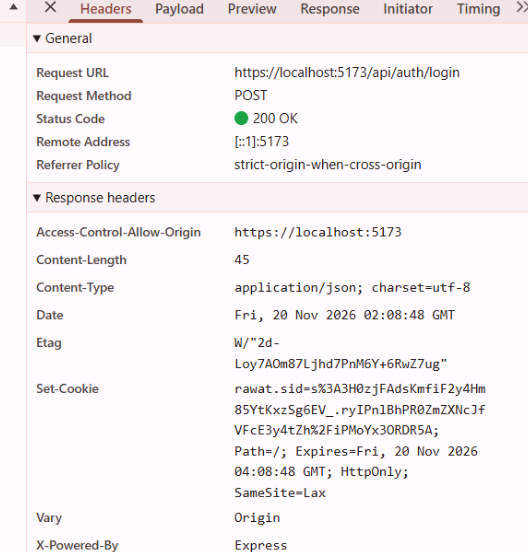 Headers Payload Preview Response Initiator Timing
General
Request URL https://localhost:5173/api/auth/login
Request Method POST
Status Code 200 OK
Remote Address [::1]:5173
Referrer Policy strict-origin-when-cross-origin
Response headers
Access-Control-Allow-Origin https://localhost:5173
Content-Length 45
Content-Type application/json; charset=utf-8
Date Fri, 20 Nov 2026 02:08:48 GMT
Etag W/"2d-
Loy7AOm87Ljhd7PnM6Y+6RwZ7ug"
Set-Cookie rawat.sid=s%3A3H0zjFAdsKmfiF2y4Hm
85YtKxzSg6EV_.ryIPnlBhPR0ZmZXNcJf
VFcE3y4tZh%2FiPMoYx3ORDR5A;
Path=/; Expires=Fri, 20 Nov 2026
04:08:48 GMT; HttpOnly;
SameSite=Lax
Vary Origin
X-Powered-By Express